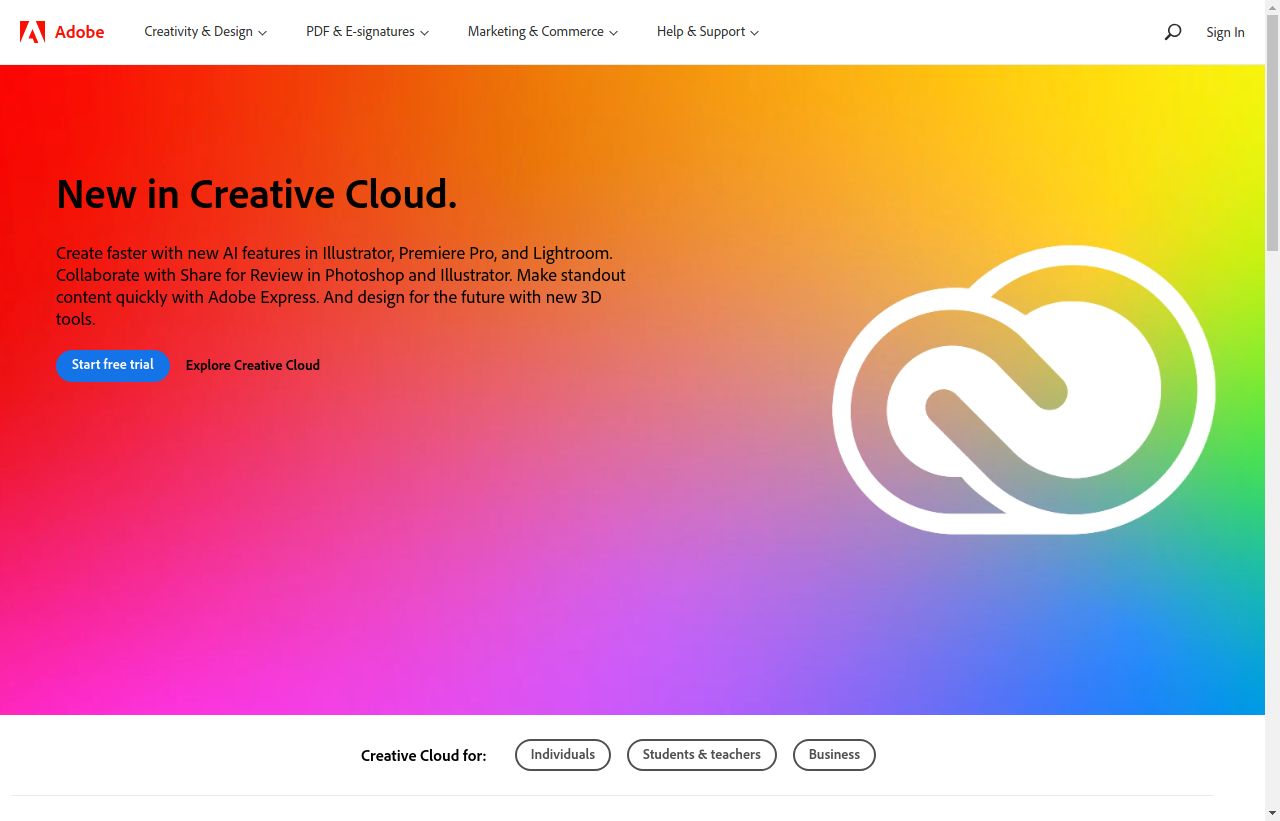 Adobe
Creativity & Design
PDF & E-signatures
Marketing & Commerce
Help & Support
Sign In
New in Creative Cloud.
Create faster with new AI features in Illustrator, Premiere Pro, and Lightroom.
Collaborate with Share for Review in Photoshop and Illustrator. Make standout
content quickly with Adobe Express. And design for the future with new 3D
tools.
Start free trial
Explore Creative Cloud
Creative Cloud for:
Individuals
Students & teachers
Business